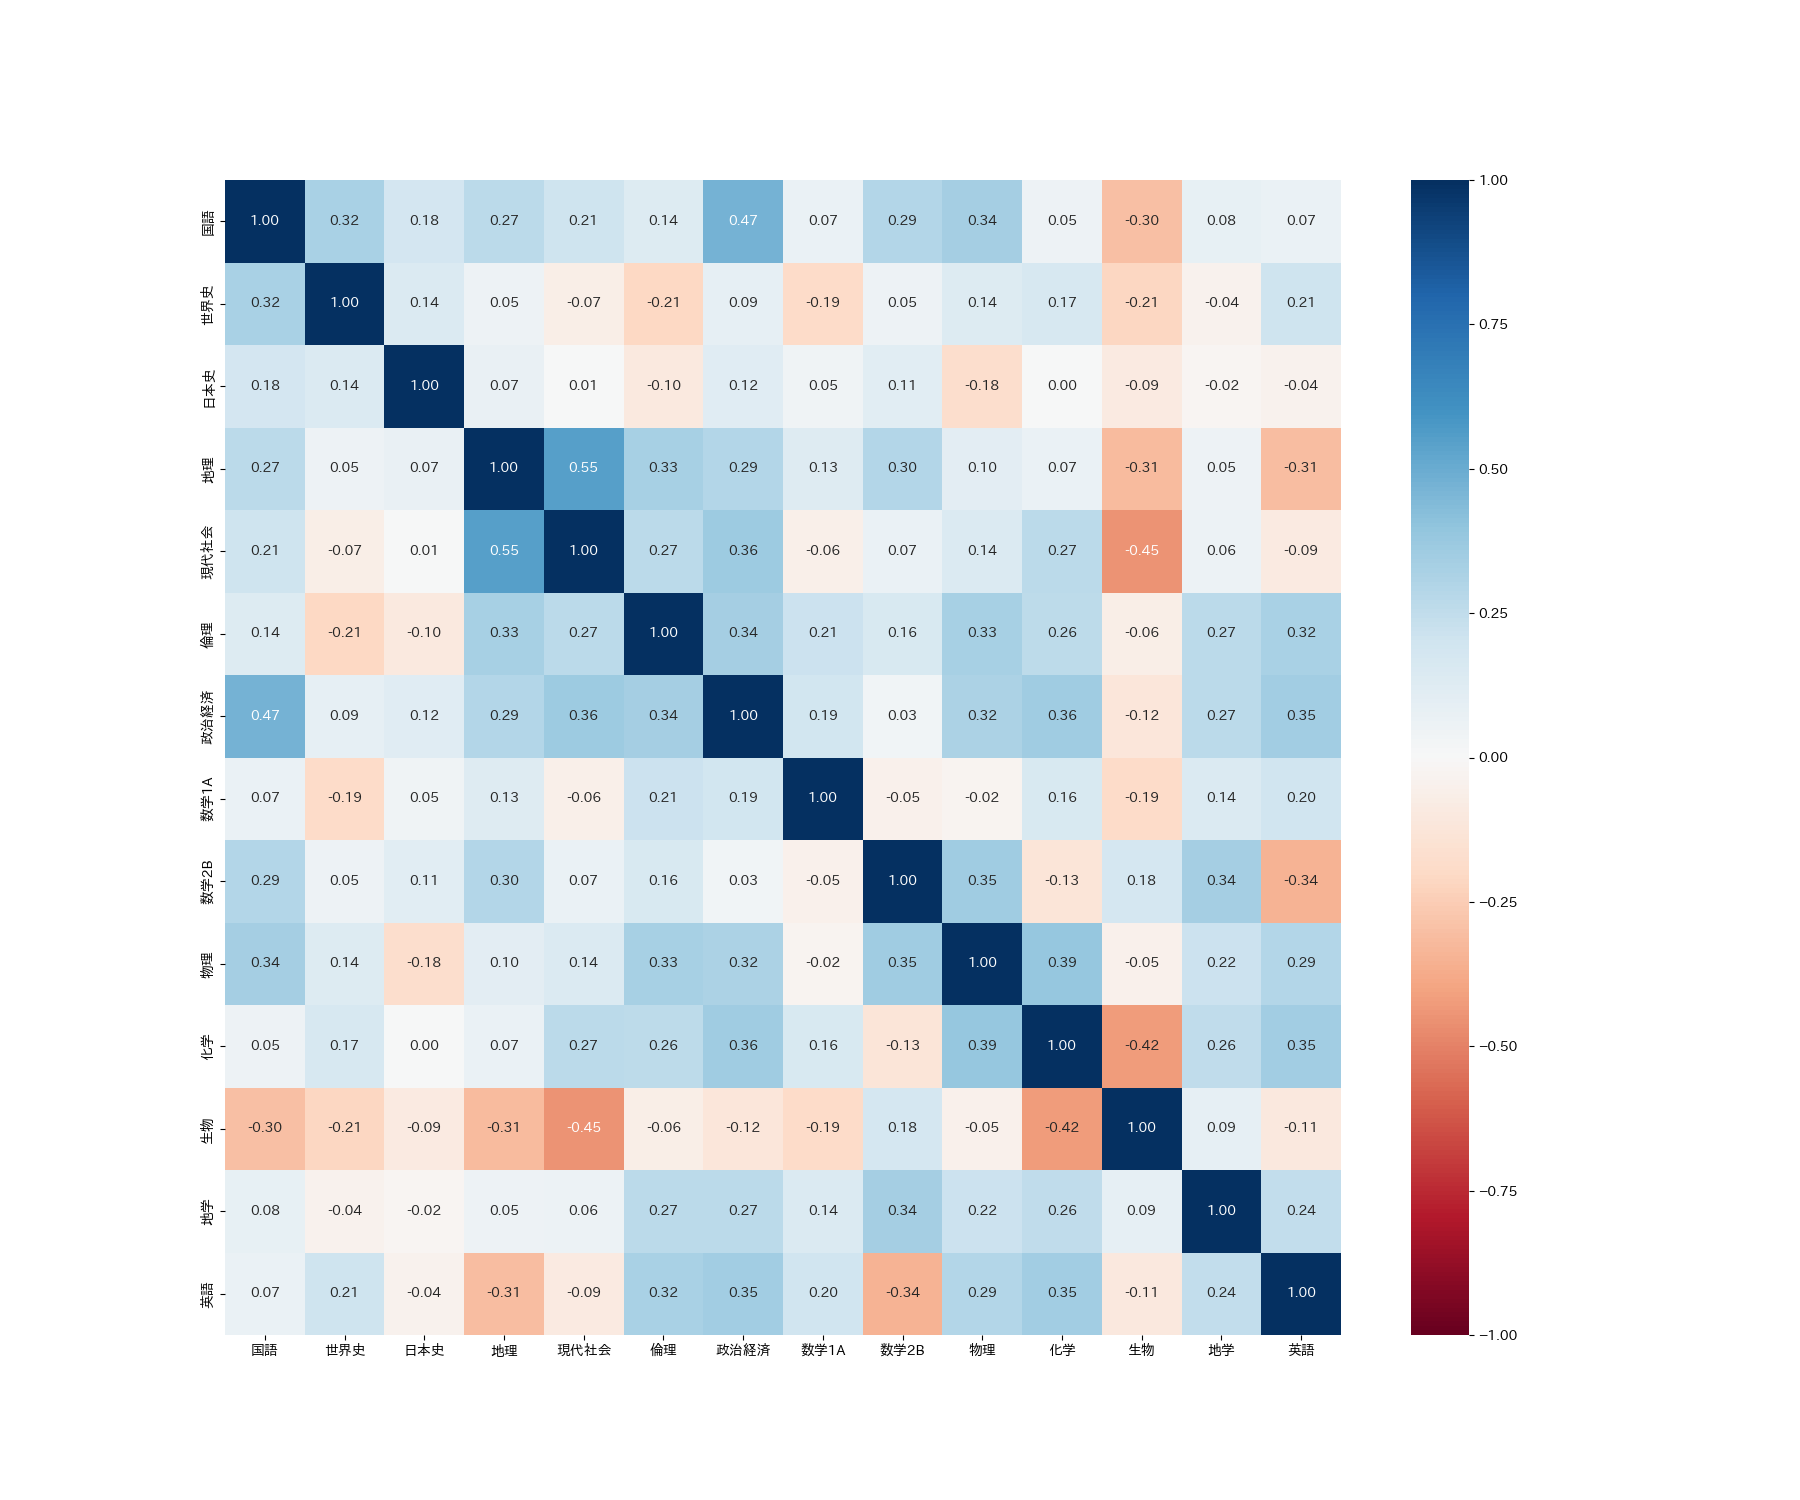 国語 1.00 0.32 0.18 0.27 0.21 0.14 0.47 0.07 0.29 0.34 0.05 -0.30 0.08 0.07
世界史 0.32 1.00 0.14 0.05 -0.07 -0.21 0.09 -0.19 0.05 0.14 0.17 -0.21 -0.04 0.21
日本史 0.18 0.14 1.00 0.07 0.01 -0.10 0.12 0.05 0.11 -0.18 0.00 -0.09 -0.02 -0.04
地理 0.27 0.05 0.07 1.00 0.55 0.33 0.29 0.13 0.30 0.10 0.07 -0.31 0.05 -0.31
現代社会 0.21 -0.07 0.01 0.55 1.00 0.27 0.36 -0.06 0.07 0.14 0.27 -0.45 0.06 -0.09
倫理 0.14 -0.21 -0.10 0.33 0.27 1.00 0.34 0.21 0.16 0.33 0.26 -0.06 0.27 0.32
政治経済 0.47 0.09 0.12 0.29 0.36 0.34 1.00 0.19 0.03 0.32 0.36 -0.12 0.27 0.35
数学1A 0.07 -0.19 0.05 0.13 -0.06 0.21 0.19 1.00 -0.05 -0.02 0.16 -0.19 0.14 0.20
数学2B 0.29 0.05 0.11 0.30 0.07 0.16 0.03 -0.05 1.00 0.35 -0.13 0.18 0.34 -0.34
物理 0.34 0.14 -0.18 0.10 0.14 0.33 0.32 -0.02 0.35 1.00 0.39 -0.05 0.22 0.29
化学 0.05 0.17 0.00 0.07 0.27 0.26 0.36 0.16 -0.13 0.39 1.00 -0.42 0.26 0.35
生物 -0.30 -0.21 -0.09 -0.31 -0.45 -0.06 -0.12 -0.19 0.18 -0.05 -0.42 1.00 0.09 -0.11
地学 0.08 -0.04 -0.02 0.05 0.06 0.27 0.27 0.14 0.34 0.22 0.26 0.09 1.00 0.24
英語 0.07 0.21 -0.04 -0.31 -0.09 0.32 0.35 0.20 -0.34 0.29 0.35 -0.11 0.24 1.00
国語 世界史 日本史 地理 現代社会 倫理 政治経済 数学1A 数学2B 物理 化学 生物 地学 英語
1.00
0.75
0.50
0.25
0.00
−0.25
−0.50
−0.75
−1.00